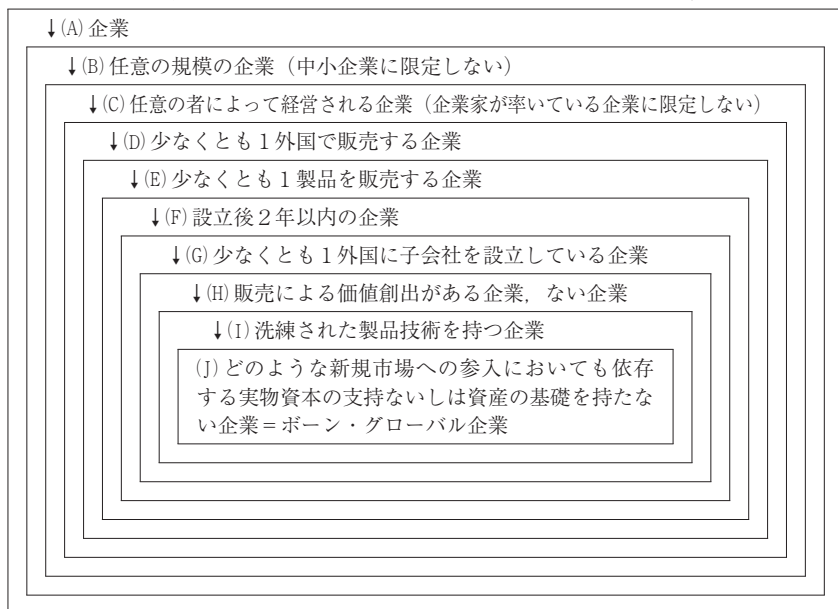 ↓(A)企業
↓(B)任意の規模の企業（中小企業に限定しない）
↓(C)任意の者によって経営される企業（企業家が率いている企業に限定しない）
↓(D)少なくとも１外国で販売する企業
↓(E)少なくとも１製品を販売する企業
↓(F)設立後２年以内の企業
↓(G)少なくとも１外国に子会社を設立している企業
↓(H)販売による価値創出がある企業，ない企業
↓(I)洗練された製品技術を持つ企業
(J)どのような新規市場への参入においても依存
する実物資本の支持ないしは資産の基礎を持たな
い企業＝ボーン・グローバル企業